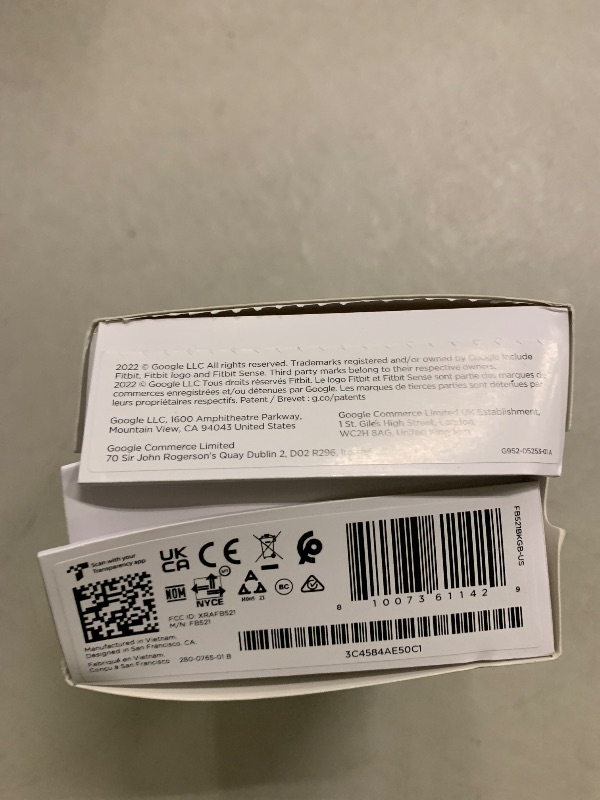 2022 © Google LLC All rights reserved. Trademarks registered and/or owned by Google include
Fitbit, Fitbit logo and Fitbit Sense. Third party marks belong to their respective owners.
2022 © Google LLC Tous droits réservés Fitbit. Le logo Fitbit et Fitbit Sense sont partie des marques de
commerces enregistrées et/ou détenues par Google. Les marques de tierces parties sont détenues par
leurs propriétaires respectifs. Patent / Brevet : g.co/patents
Google LLC, 1600 Amphitheatre Parkway,
Mountain View, CA 94043 United States
Google Commerce Limited
70 Sir John Rogerson's Quay Dublin 2, D02 R296,
Google Commerce Limited UK Establishment,
1 St. Giles High Street, London
WC2H 8AG, United Kingdom
G952-05253-01A
Scan with your
Transparency app
UK
CA
CE
NOM
NYCE
BC
FCC ID: XRAFB521
M/N: FB521
Manufactured in Vietnam.
Designed in San Francisco, CA.
Fabriqué en Vietnam.
Conçu à San Francisco
280-0765-01 B
8 10073 61142 9
FB521BKGB-US
3C4584AE50C1